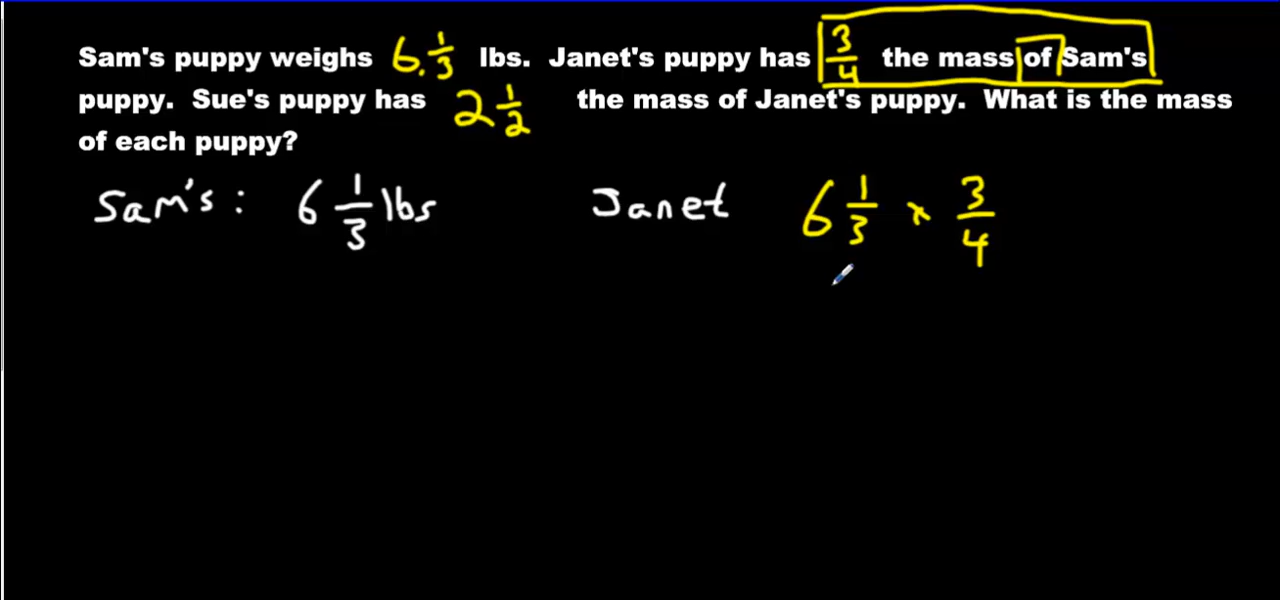 Sam's puppy weighs 6.1/3 lbs. Janet's puppy has 3/4 the mass of Sam's
puppy. Sue's puppy has 2 1/2 the mass of Janet's puppy. What is the mass
of each puppy?
Sam's: 6 1/3 lbs Janet 6 1/3 x 3/4